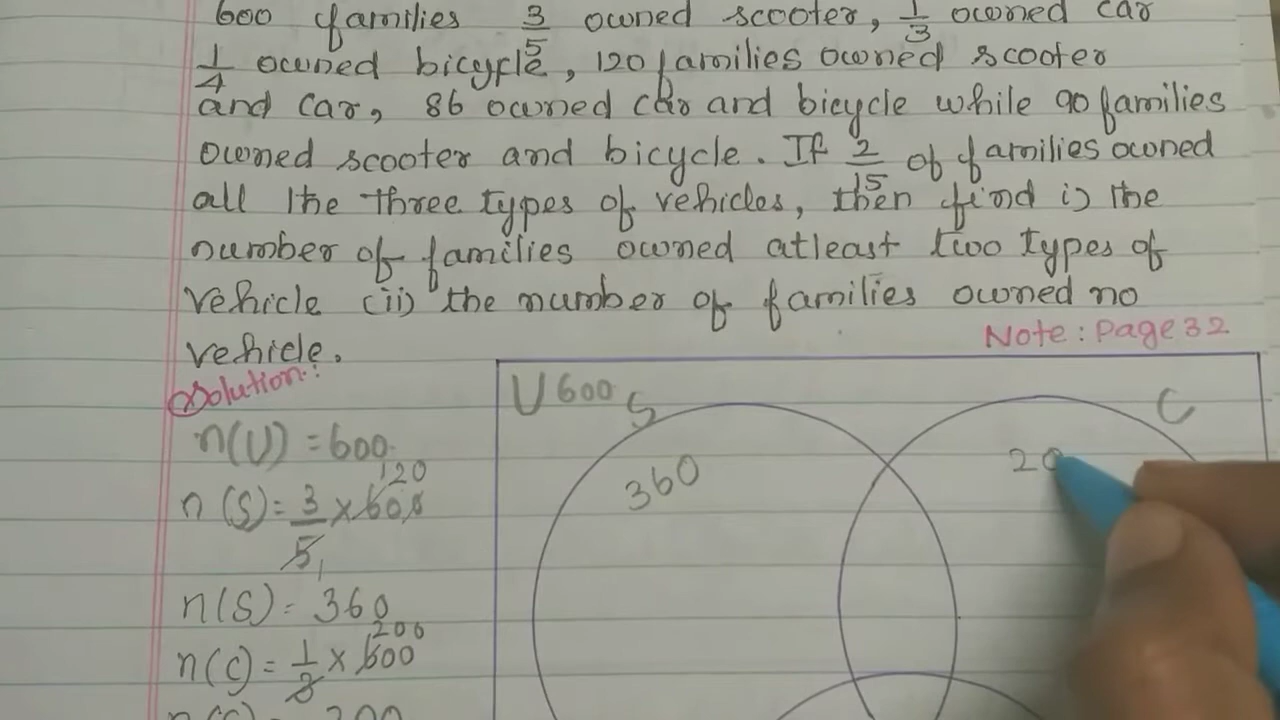 600 families 3/5 owned scooter, 1/3 owned car
1/4 owned bicycle, 120 families owned scooter
and car, 86 owned car and bicycle while 90 families
owned scooter and bicycle. If 2/15 of families owned
all the three types of vehicles, then find i) the
number of families owned atleast two types of
vehicle (ii) the number of families owned no
vehicle.
Note: Page 32
Solution:
U 600 S
C
n(U) = 600
360
20
120
n(S) = 3/5 × 600
1
n(S) = 360
200
n(C) = 1/3 × 600
200